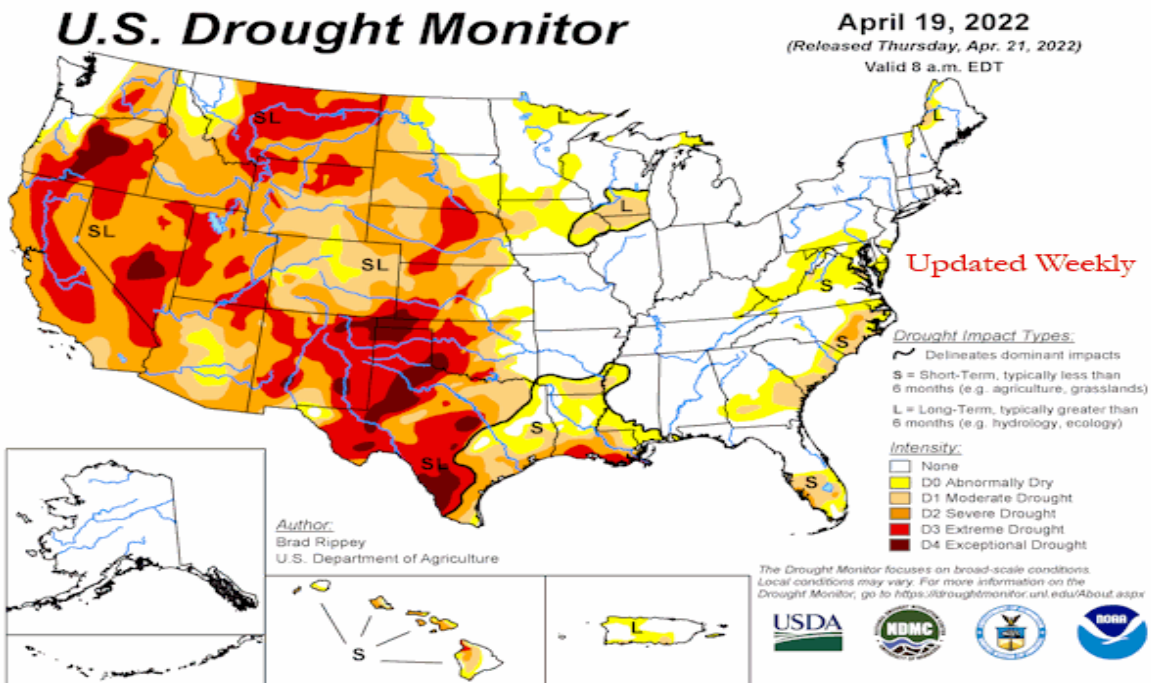 U.S. Drought Monitor
April 19, 2022
(Released Thursday, Apr. 21, 2022)
Valid 8 a.m. EDT
SL
L
L
SL
L
SL
S
Updated Weekly
S
S
SL
S
Drought Impact Types:
Delineates dominant impacts
S = Short-Term, typically less than
6 months (e.g. agriculture, grasslands)
L = Long-Term, typically greater than
6 months (e.g. hydrology, ecology)
Intensity:
None
D0 Abnormally Dry
D1 Moderate Drought
D2 Severe Drought
D3 Extreme Drought
D4 Exceptional Drought
Author:
Brad Rippey
U.S. Department of Agriculture
S
L
The Drought Monitor focuses on broad-scale conditions.
Local conditions may vary. For more information on the
Drought Monitor, go to https://droughtmonitor.unl.edu/About.aspx
USDA
NDMC
NOAA